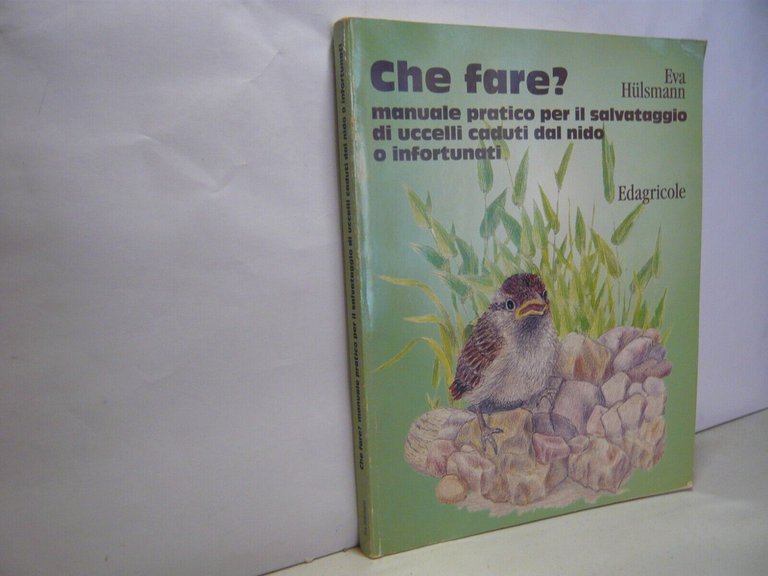 Che fare?
Eva
Hülsmann
manuale pratico per il salvataggio
di uccelli caduti dal nido
o infortunati
Edagricole
Che fare? manuale pratico per il salvataggio di uccelli caduti dal nido o infortunati